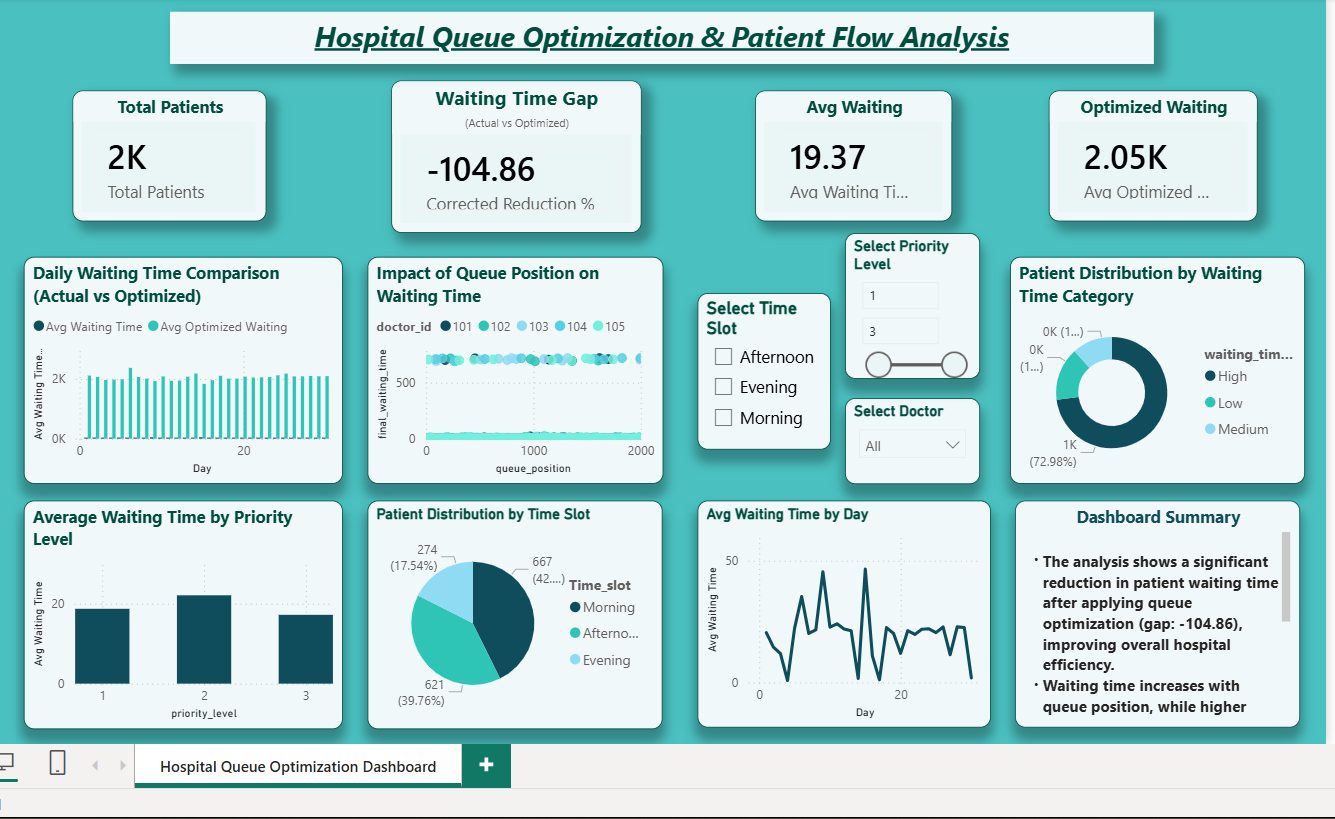 Hospital Queue Optimization & Patient Flow Analysis
Total Patients
2K
Total Patients
Waiting Time Gap
(Actual vs Optimized)
-104.86
Corrected Reduction %
Avg Waiting
19.37
Avg Waiting Ti...
Optimized Waiting
2.05K
Avg Optimized ...
Daily Waiting Time Comparison
(Actual vs Optimized)
Avg Waiting Time Avg Optimized Waiting
Avg Waiting Time...
2K
0K
0 20
Day
Impact of Queue Position on
Waiting Time
doctor_id 101 102 103 104 105
final_waiting_time
500
0
0 1000 2000
queue_position
Select Time
Slot
Afternoon
Evening
Morning
Select Priority
Level
1
3
Select Doctor
All
Patient Distribution by Waiting
Time Category
0K (1...)
0K
(1...)
1K
(72.98%)
waiting_tim...
High
Low
Medium
Average Waiting Time by Priority
Level
Avg Waiting Time
20
0
1 2 3
priority_level
Patient Distribution by Time Slot
274
(17.54%)
667
(42....)
621
(39.76%)
Time_slot
Morning
Afterno...
Evening
Avg Waiting Time by Day
Avg Waiting Time
50
0
0 20
Day
Dashboard Summary
• The analysis shows a significant
reduction in patient waiting time
after applying queue
optimization (gap: -104.86),
improving overall hospital
efficiency.
• Waiting time increases with
queue position, while higher
Hospital Queue Optimization Dashboard
+